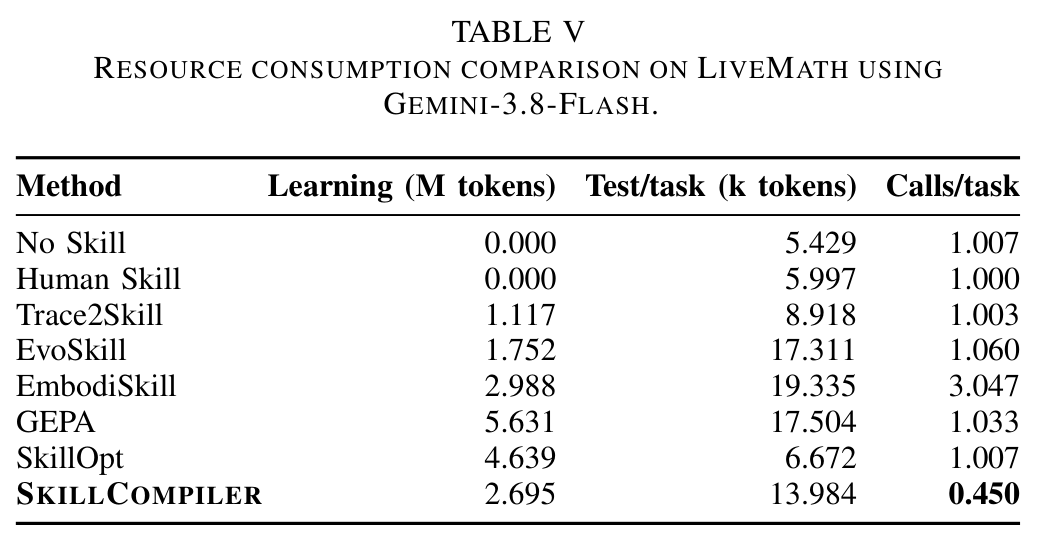 TABLE V
RESOURCE CONSUMPTION COMPARISON ON LIVEMATH USING
GEMINI-3.8-FLASH.
Method Learning (M tokens) Test/task (k tokens) Calls/task
No Skill 0.000 5.429 1.007
Human Skill 0.000 5.997 1.000
Trace2Skill 1.117 8.918 1.003
EvoSkill 1.752 17.311 1.060
EmbodiSkill 2.988 19.335 3.047
GEPA 5.631 17.504 1.033
SkillOpt 4.639 6.672 1.007
SKILLCOMPILER 2.695 13.984 0.450